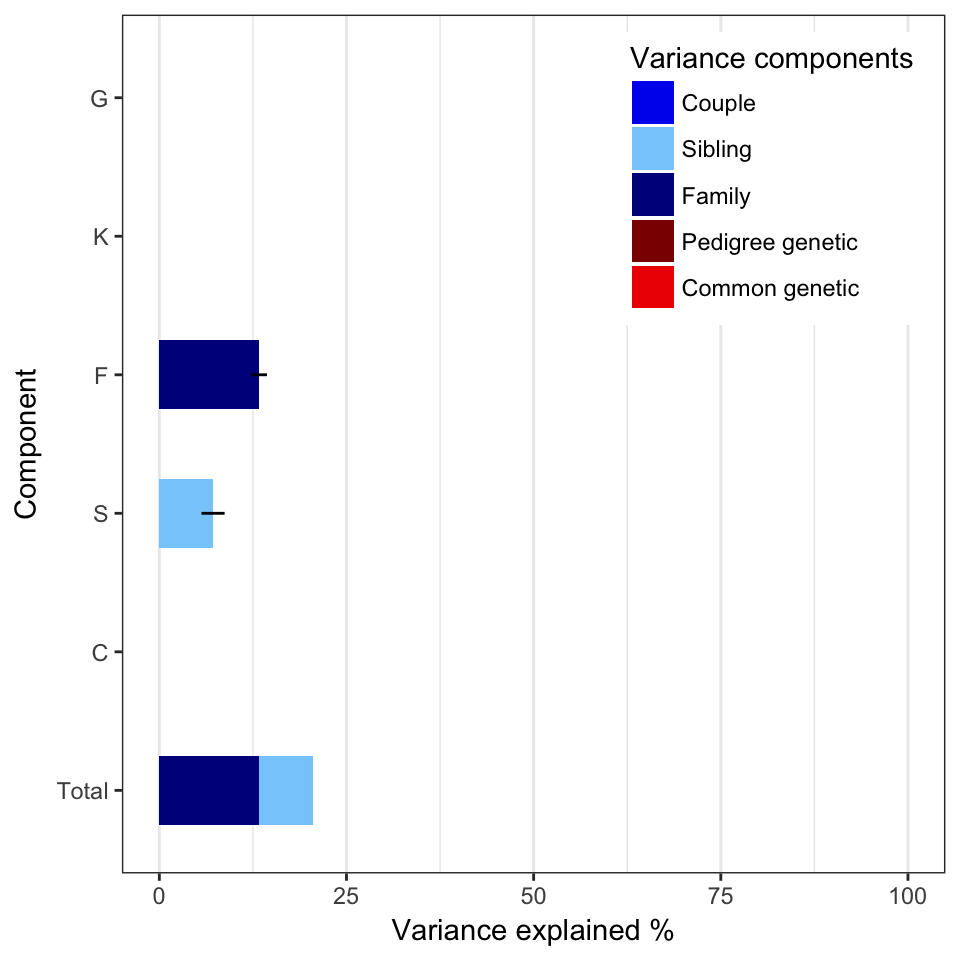 Variance components
Couple
Sibling
Family
Pedigree genetic
Common genetic
G
K
F
S
C
Total
Component
0 25 50 75 100
Variance explained %